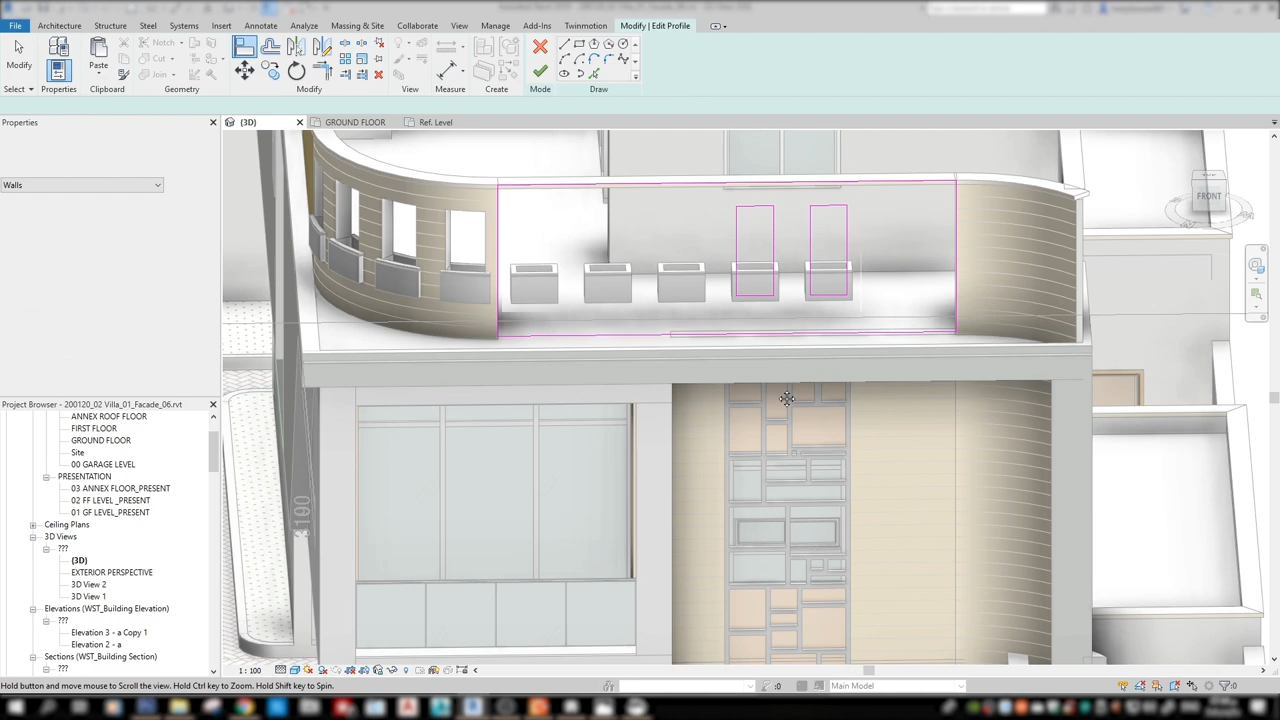 File Architecture Structure Steel Systems Insert Annotate Analyze Massing & Site Collaborate View Manage Add-Ins Twinmotion Modify | Edit Profile
Modify
Paste
Notch
Cut
Join
Select Properties Clipboard Geometry Modify View Measure Create Mode Draw
Properties
{3D}
GROUND FLOOR
Ref. Level
Walls
FRONT
3100
Project Browser - 200120_02 Villa_01_Facade_06.rvt
ANNEX ROOF FLOOR
FIRST FLOOR
GROUND FLOOR
Site
00 GARAGE LEVEL
PRESENTATION
03 ANNEX FLOOR_PRESENT
02 FF LEVEL _PRESENT
01 GF LEVEL_PRESENT
Ceiling Plans
3D Views
???
{3D}
EXTERIOR PERSPECTIVE
3D View 2
3D View 1
Elevations (WST_Building Elevation)
???
Elevation 3 - a Copy 1
Elevation 2 - a
Sections (WST_Building Section)
???
1 : 100
Hold button and move mouse to Scroll the view. Hold Ctrl key to Zoom. Hold Shift key to Spin.
:0
Main Model
:0